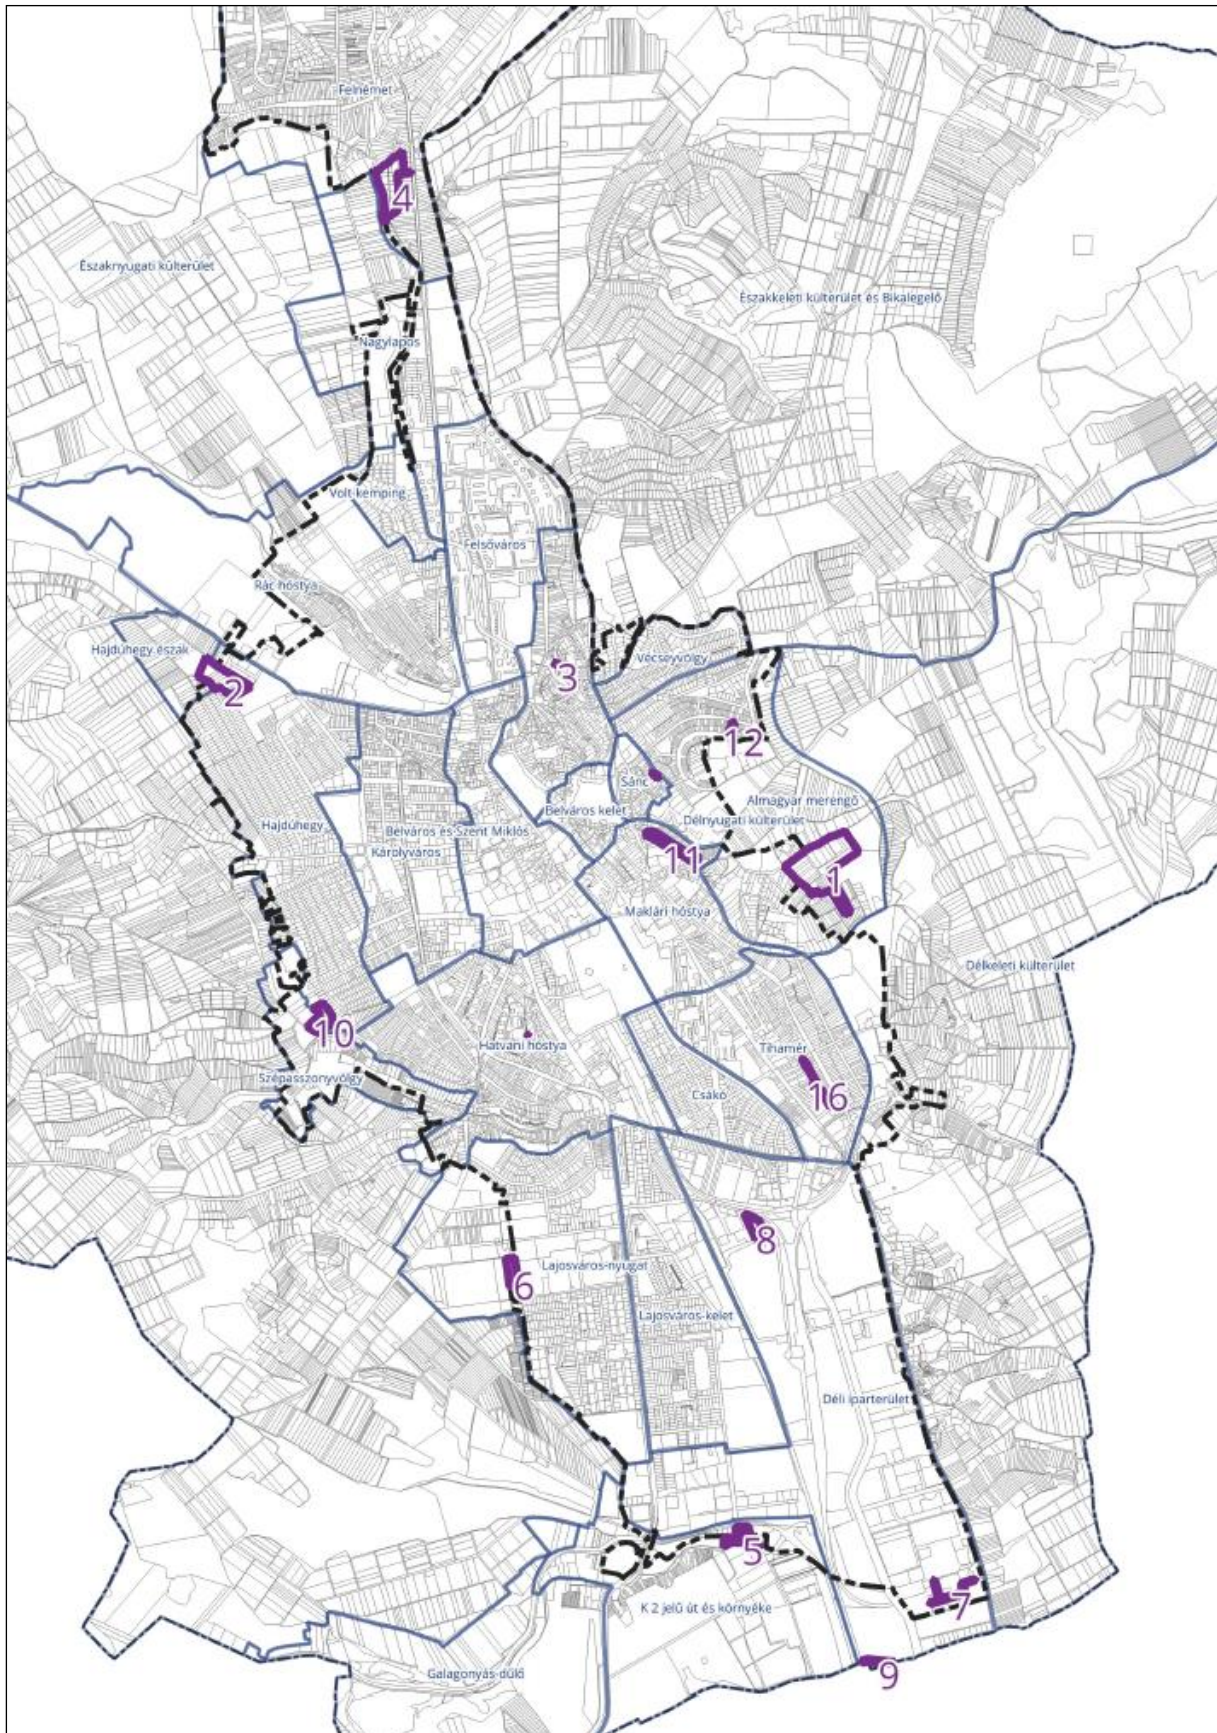 Felnémet
4
Északnyugati külterület
Északkeleti külterület és Bikalegelő
Nagylapos
Volt kemping
Felsőváros
Rác hóstya
Hajdúhegy észak
Vécseyvölgy
2
3
12
Sánc
Almagyar merengő
Belváros kelet
Délnyugati külterület
Hajdúhegy
Belváros és Szent Miklós
Károlyváros
11
1
Maklári hóstya
Délkeleti külterület
10
Hatvani hóstya
Tihamér
Szépasszonyvölgy
Csákó
16
8
Lajosváros-nyugat
6
Lajosváros-kelet
Déli iparterület
5
K 2 jelű út és környéke
7
Galagonyás-dűlő
9